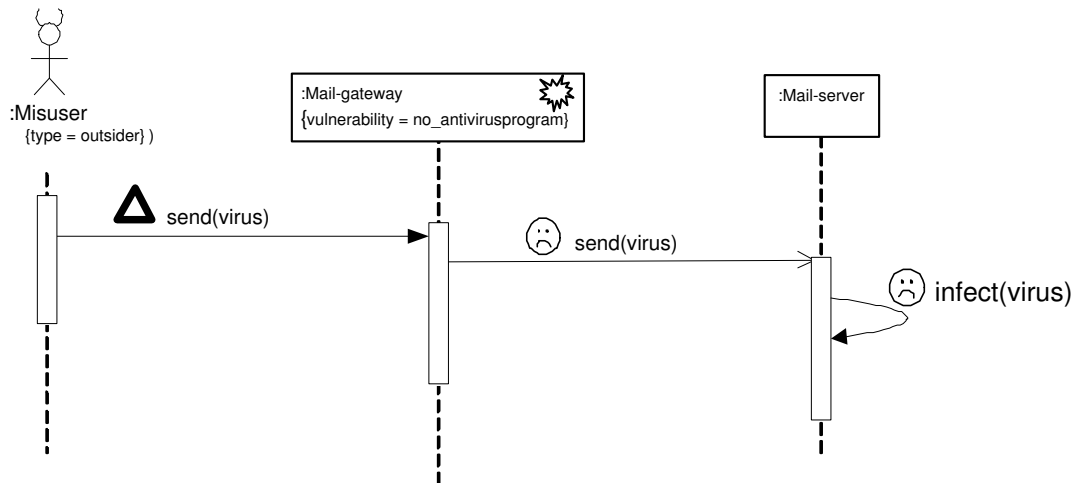 :Misuser
{type = outsider} )
:Mail-gateway
{vulnerability = no_antivirusprogram}
:Mail-server
send(virus)
send(virus)
infect(virus)